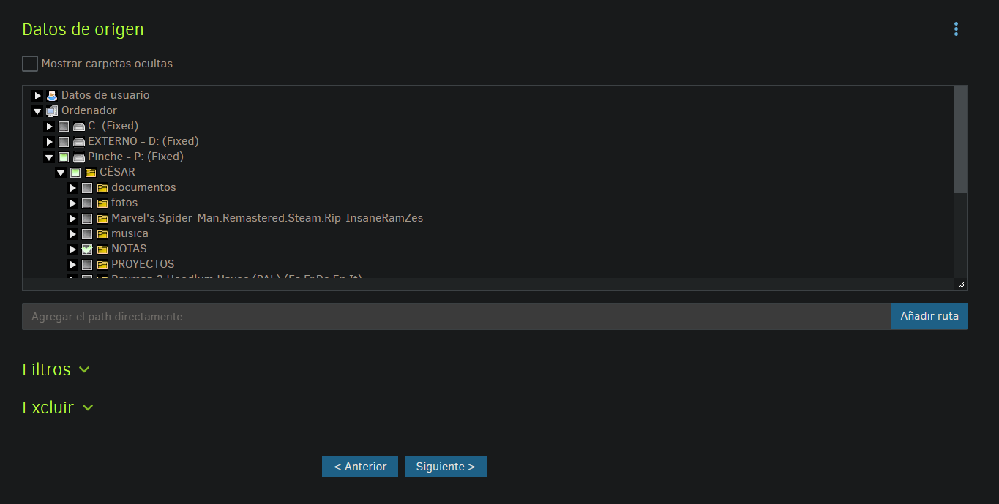 Datos de origen
Mostrar carpetas ocultas
Datos de usuario
Ordenador
C: (Fixed)
EXTERNO - D: (Fixed)
Pinche - P: (Fixed)
CËSAR
documentos
fotos
Marvel's.Spider-Man.Remastered.Steam.Rip-InsaneRamZes
musica
NOTAS
PROYECTOS
Agregar el path directamente
Añadir ruta
Filtros
Excluir
< Anterior
Siguiente >